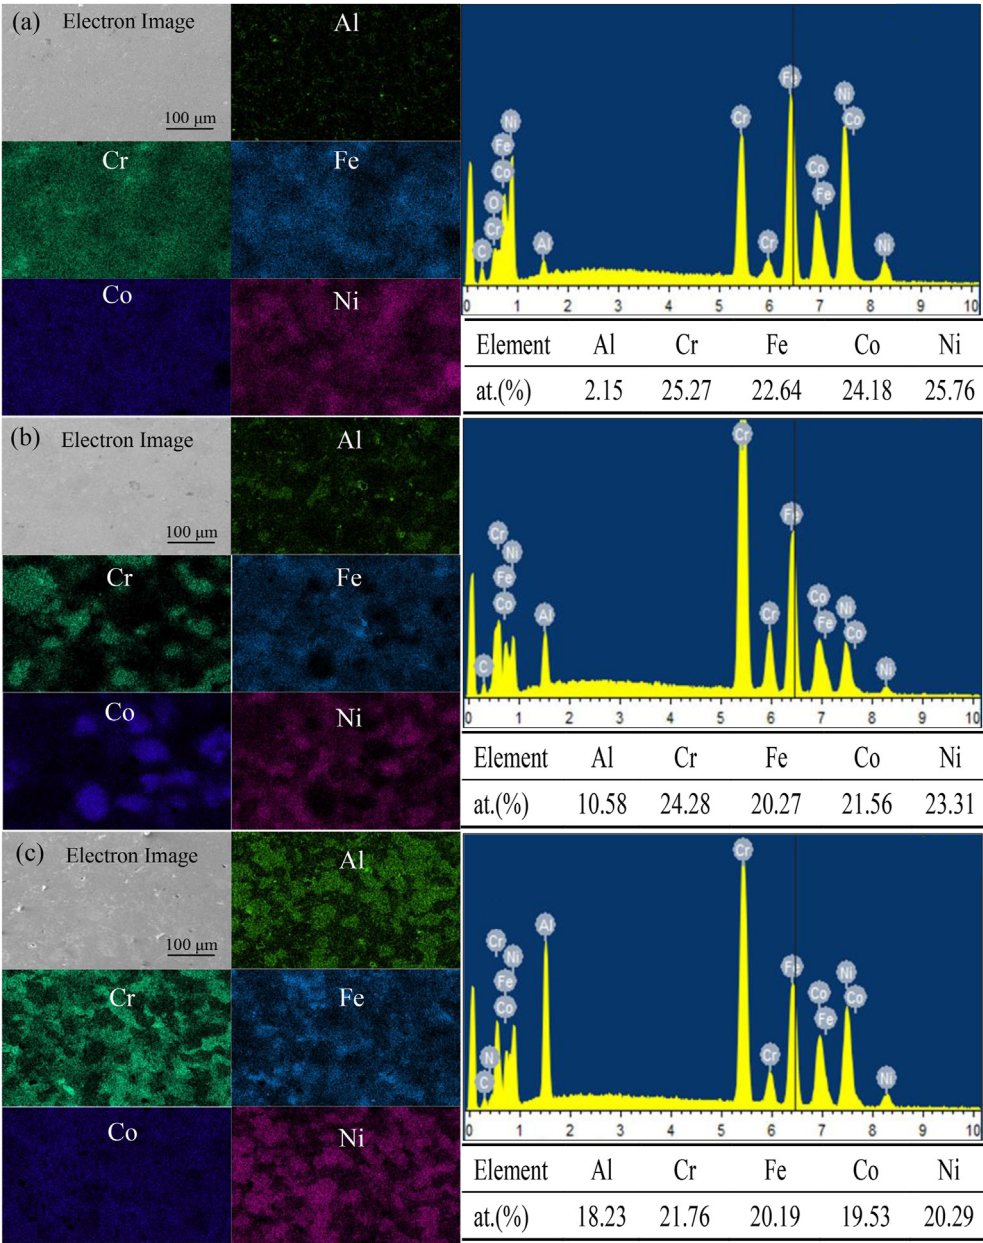 (a) Electron Image
100 μm
Al
Cr
Fe
Co
Ni
Ni
Fe
Co
O
Cr
C
Al
Cr
Cr
Fe
Co
Fe
Ni
Co
Ni
0 1 2 3 4 5 6 7 8 9 10
Element Al Cr Fe Co Ni
at.(%) 2.15 25.27 22.64 24.18 25.76
(b) Electron Image
100 μm
Al
Cr
Fe
Co
Ni
Cr
Ni
Fe
Co
C
Al
Cr
Cr
Fe
Co
Fe
Ni
Co
Ni
0 1 2 3 4 5 6 7 8 9 10
Element Al Cr Fe Co Ni
at.(%) 10.58 24.28 20.27 21.56 23.31
(c) Electron Image
100 μm
Al
Cr
Fe
Co
Ni
Cr
Ni
Fe
Co
N
C
Al
Cr
Cr
Fe
Co
Fe
Ni
Co
Ni
0 1 2 3 4 5 6 7 8 9 10
Element Al Cr Fe Co Ni
at.(%) 18.23 21.76 20.19 19.53 20.29